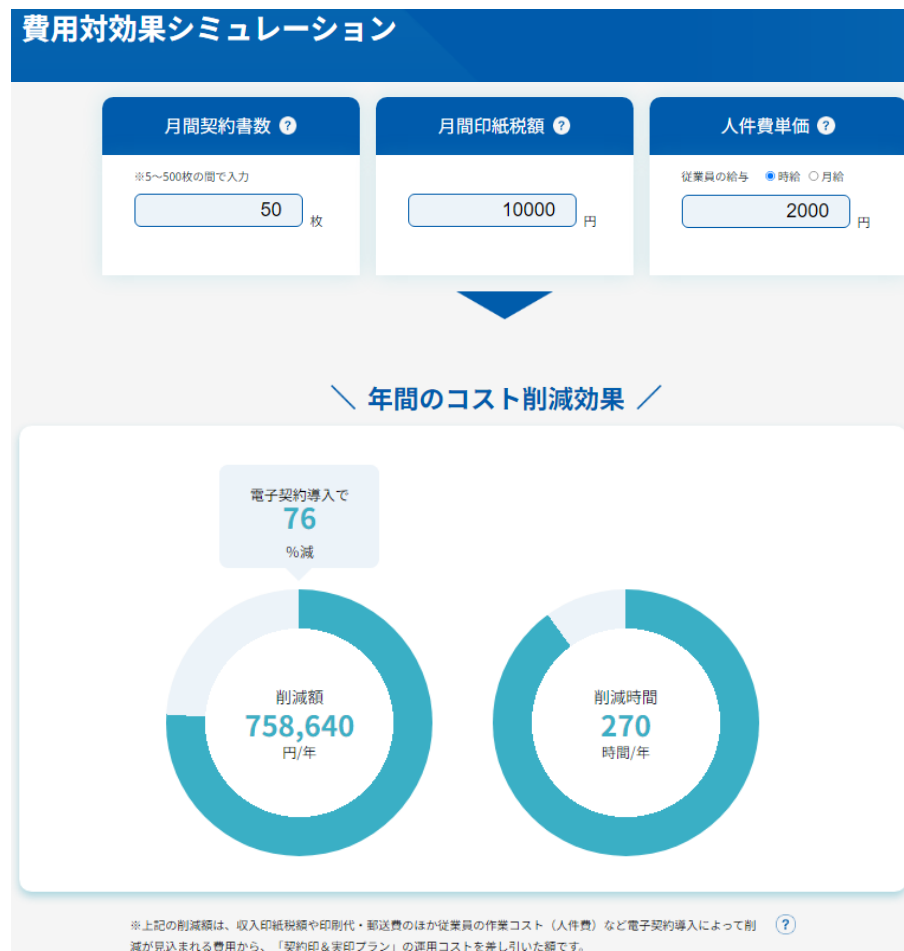 費用対効果シミュレーション
月間契約書数 ?
月間印紙税額 ?
人件費単価 ?
※5~500枚の間で入力
従業員の給与 時給 月給
50 枚
10000 円
2000 円
年間のコスト削減効果
電子契約導入で
76
%減
削減額
758,640
円/年
削減時間
270
時間/年
※上記の削減額は、収入印紙税額や印刷代・郵送費のほか従業員の作業コスト(人件費)など電子契約導入によって削 ?
減が見込まれる費用から、「契約印&実印プラン」の運用コストを差し引いた額です。